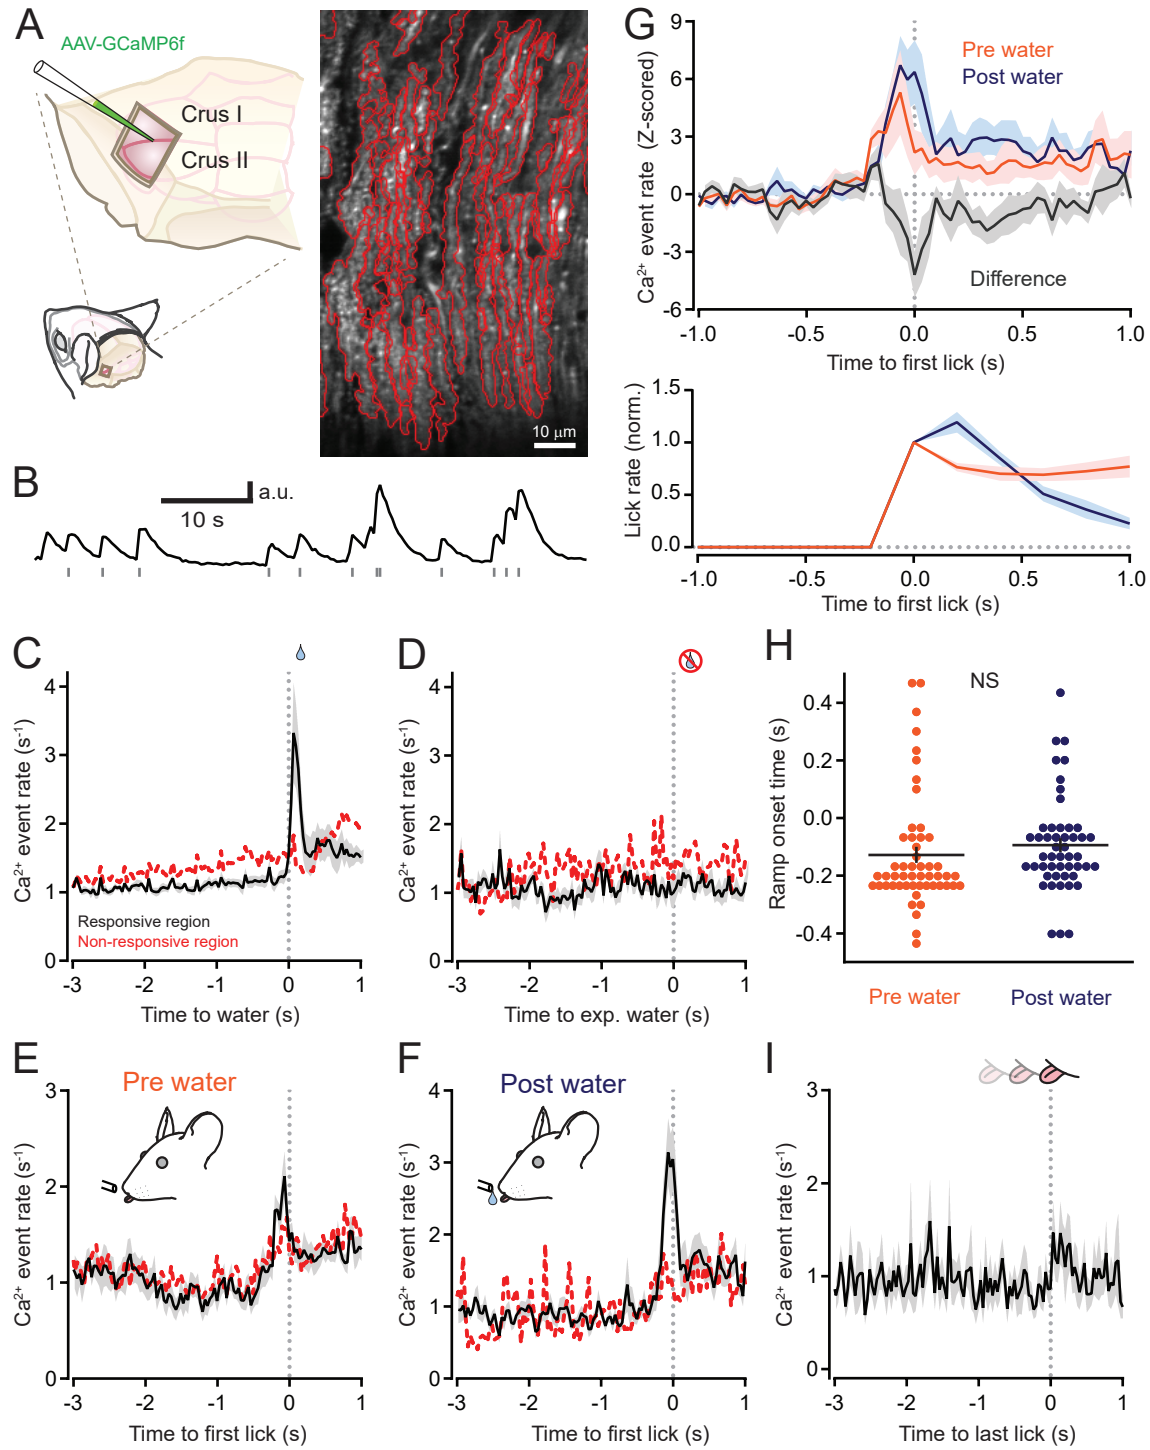 A
AAV-GCaMP6f
Crus I
Crus II
10 µm
B
10 s
a.u.
G
9
6
3
0
-3
-6
Ca2+ event rate (Z-scored)
Pre water
Post water
Difference
-1.0
-0.5
0.0
0.5
1.0
Time to first lick (s)
1.5
1.0
0.5
0.0
Lick rate (norm.)
-1.0
-0.5
0.0
0.5
1.0
Time to first lick (s)
C
4
3
2
1
0
Ca2+ event rate (s-1)
Responsive region
Non-responsive region
-3
-2
-1
0
1
Time to water (s)
D
4
3
2
1
0
Ca2+ event rate (s-1)
-3
-2
-1
0
1
Time to exp. water (s)
H
NS
0.4
-0.2
0.0
-0.2
-0.4
Ramp onset time (s)
Pre water
Post water
E
Pre water
3
2
1
0
Ca2+ event rate (s-1)
-3
-2
-1
0
1
Time to first lick (s)
F
Post water
4
3
2
1
0
Ca2+ event rate (s-1)
-3
-2
-1
0
1
Time to first lick (s)
I
3
2
1
0
Ca2+ event rate (s-1)
-3
-2
-1
0
1
Time to last lick (s)